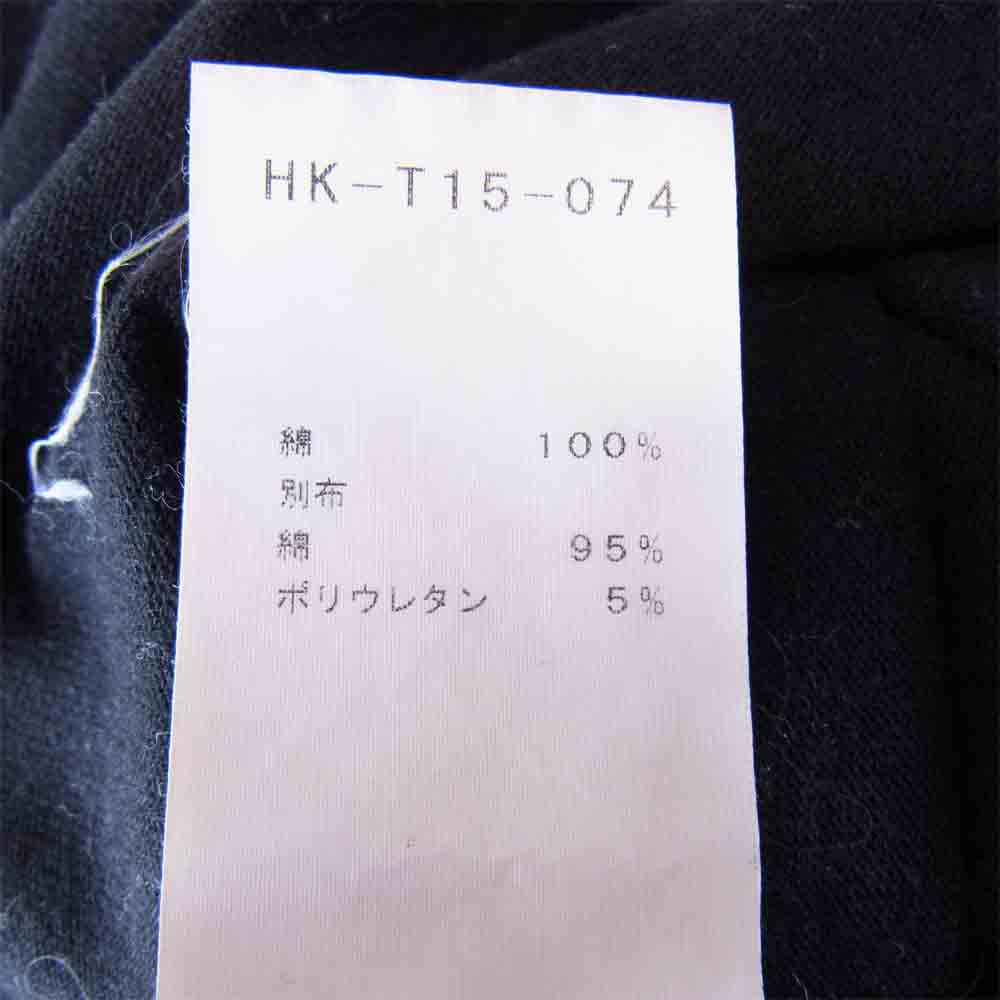 HK-T15-074
綿 100%
別布
綿 95%
ポリウレタン 5%